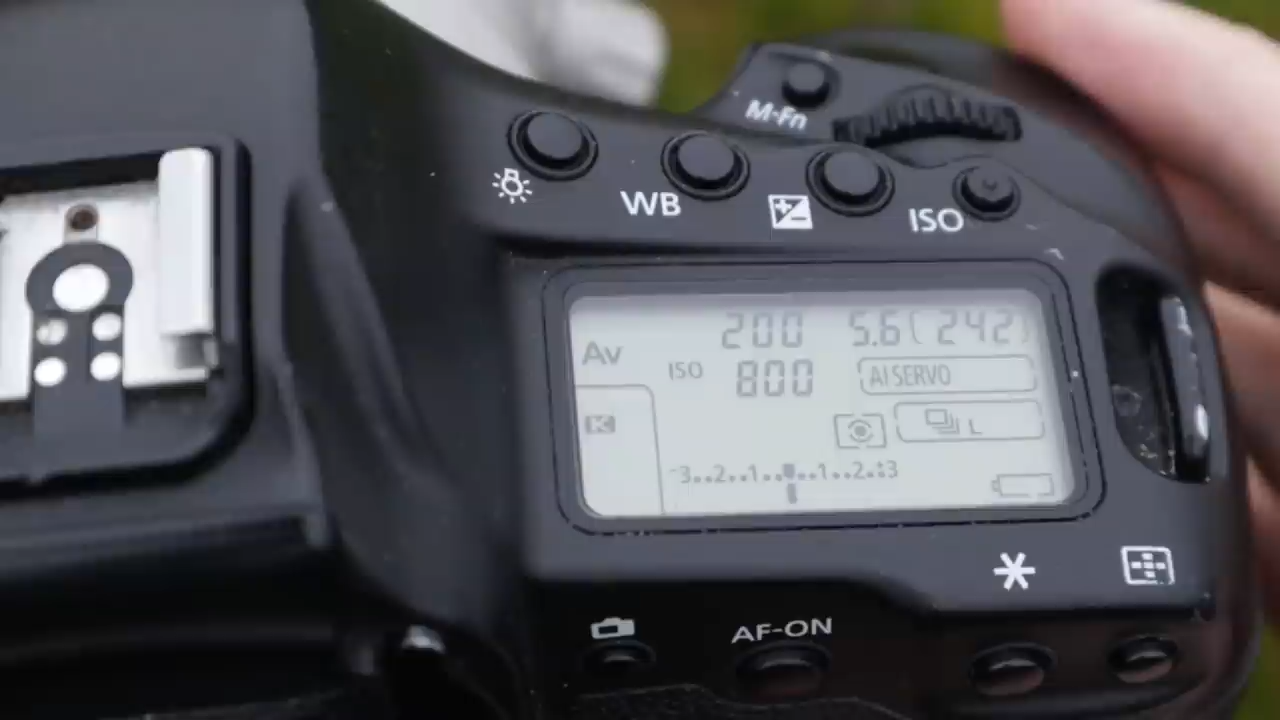 M-Fn
WB
ISO
Av 200 5.6 ( 242 )
ISO 800 AI SERVO
K
L
-3..2..1..0..1..2.:3
AF-ON